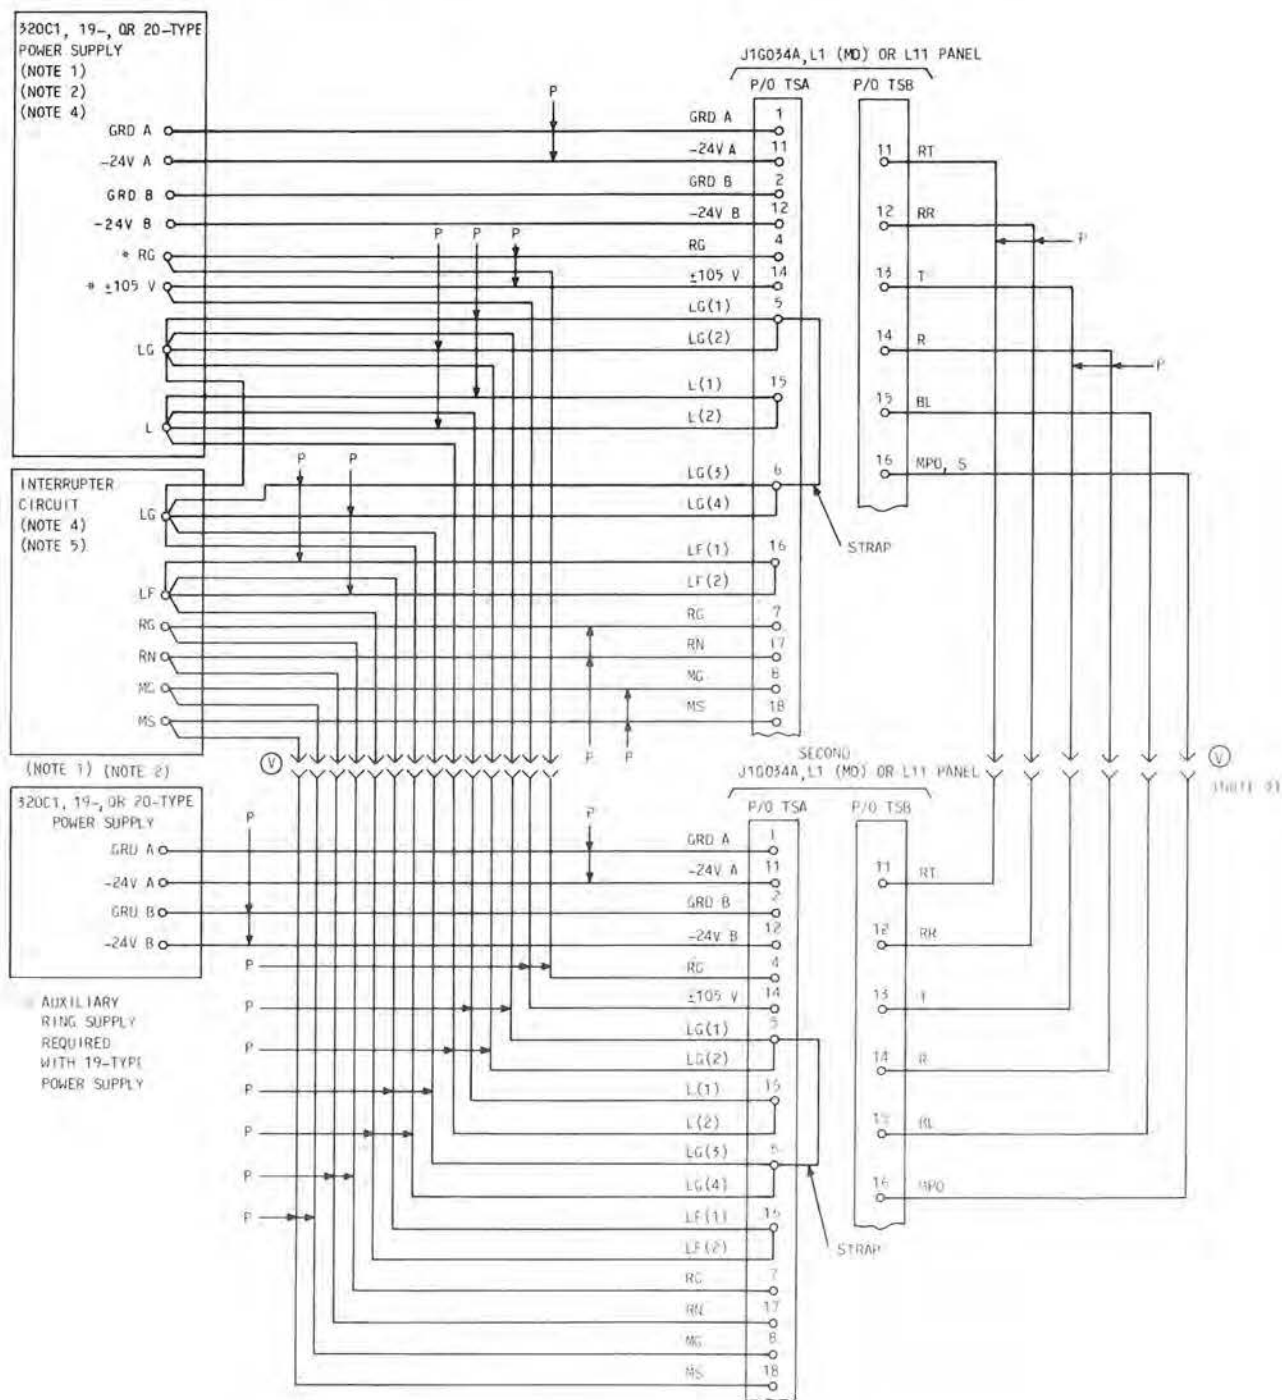 320C1, 19-, OR 20-TYPE
POWER SUPPLY
(NOTE 1)
(NOTE 2)
(NOTE 4)
GRD A
-24V A
GRD B
-24V B
* RG
* ±105 V
LG
L
INTERRUPTER
CIRCUIT
(NOTE 4)
(NOTE 5)
LG
LF
RG
RN
MG
MS
P
P
P
P
P
P
P
P
J1G034A, L1 (MD) OR L11 PANEL
P/O TSA
P/O TSB
GRD A 1
-24V A 11
GRD B 2
-24V B 12
RG 4
±105 V 14
LG(1) 5
LG(2)
L(1) 15
L(2)
LG(3) 6
LG(4)
LF(1) 16
LF(2)
RG 7
RN 17
MG 8
MS 18
STRAP
11 RT
12 RR
13 T
14 R
15 BL
16 MPO, S
P
P
V
V
(NOTE 1) (NOTE 2)
320C1, 19-, OR 20-TYPE
POWER SUPPLY
GRD A
-24V A
GRD B
-24V B
AUXILIARY
RING SUPPLY
REQUIRED
WITH 19-TYPE
POWER SUPPLY
P
P
P
P
P
P
P
P
P
SECOND
J1G034A, L1 (MD) OR L11 PANEL
P/O TSA
P/O TSB
GRD A 1
-24V A 11
GRD B 2
-24V B 12
RG 4
±105 V 14
LG(1) 5
LG(2)
L(1) 15
L(2)
LG(3) 6
LG(4)
LF(1) 16
LF(2)
RG 7
RN 17
MG 8
MS 18
STRAP
11 RT
12 RR
13 T
14 R
15 BL
16 MPO